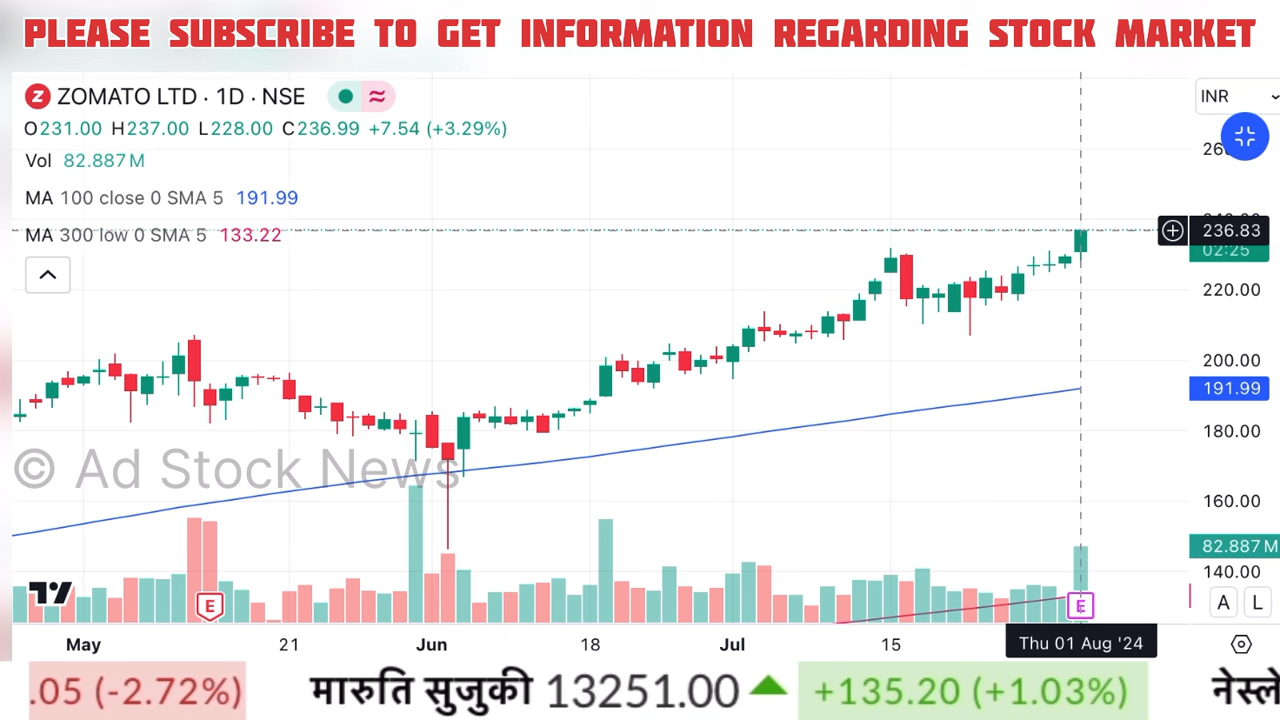 PLEASE SUBSCRIBE TO GET INFORMATION REGARDING STOCK MARKET
Z ZOMATO LTD · 1D · NSE
INR
O231.00 H237.00 L228.00 C236.99 +7.54 (+3.29%)
Vol 82.887M
MA 100 close 0 SMA 5 191.99
MA 300 low 0 SMA 5 133.22
236.83
02:25
220.00
200.00
191.99
180.00
© Ad Stock News
160.00
82.887M
140.00
E
E
A L
May 21 Jun 18 Jul 15 Thu 01 Aug '24
.05 (-2.72%) मारुति सुजुकी 13251.00 +135.20 (+1.03%) नेस्ले